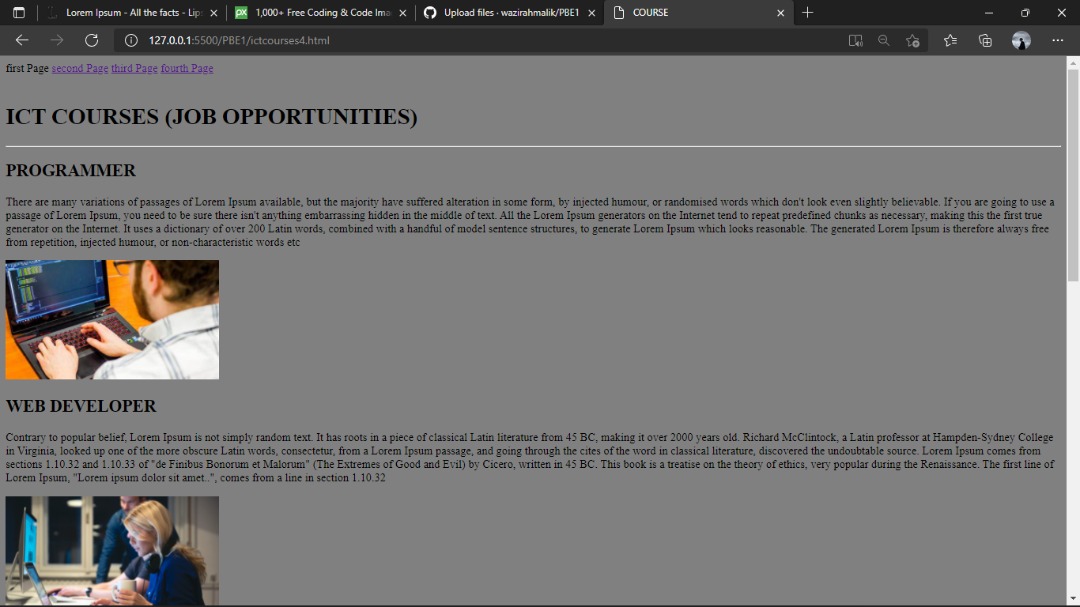 Lorem Ipsum - All the facts - Lip
1,000+ Free Coding & Code Ima
Upload files · wazirahmalik/PBE1
COURSE
127.0.0.1:5500/PBE1/ictcourses4.html
first Page second Page third Page fourth Page
ICT COURSES (JOB OPPORTUNITIES)
PROGRAMMER
There are many variations of passages of Lorem Ipsum available, but the majority have suffered alteration in some form, by injected humour, or randomised words which don't look even slightly believable. If you are going to use a
passage of Lorem Ipsum, you need to be sure there isn't anything embarrassing hidden in the middle of text. All the Lorem Ipsum generators on the Internet tend to repeat predefined chunks as necessary, making this the first true
generator on the Internet. It uses a dictionary of over 200 Latin words, combined with a handful of model sentence structures, to generate Lorem Ipsum which looks reasonable. The generated Lorem Ipsum is therefore always free
from repetition, injected humour, or non-characteristic words etc
WEB DEVELOPER
Contrary to popular belief, Lorem Ipsum is not simply random text. It has roots in a piece of classical Latin literature from 45 BC, making it over 2000 years old. Richard McClintock, a Latin professor at Hampden-Sydney College
in Virginia, looked up one of the more obscure Latin words, consectetur, from a Lorem Ipsum passage, and going through the cites of the word in classical literature, discovered the undoubtable source. Lorem Ipsum comes from
sections 1.10.32 and 1.10.33 of "de Finibus Bonorum et Malorum" (The Extremes of Good and Evil) by Cicero, written in 45 BC. This book is a treatise on the theory of ethics, very popular during the Renaissance. The first line of
Lorem Ipsum, "Lorem ipsum dolor sit amet..", comes from a line in section 1.10.32